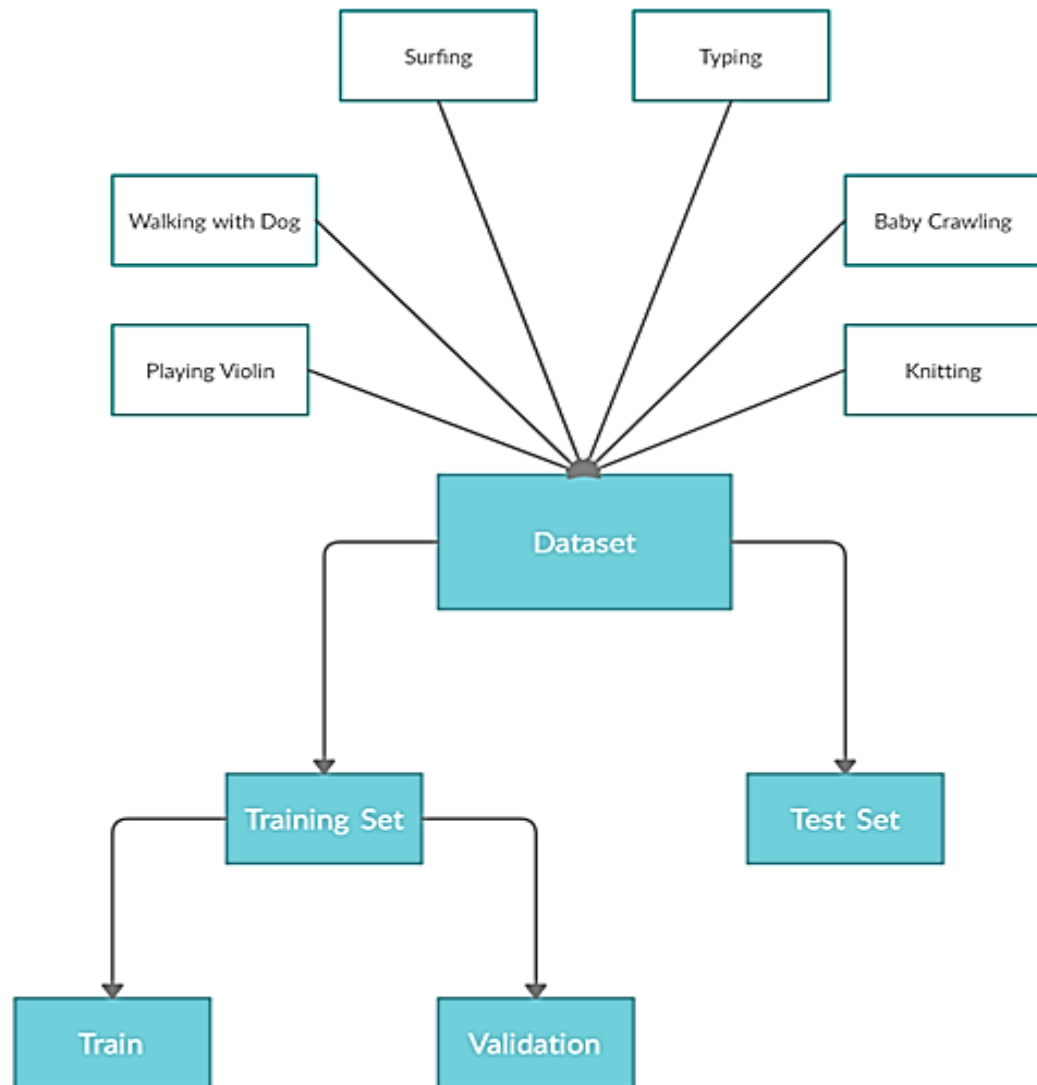 Surfing
Typing
Walking with Dog
Baby Crawling
Playing Violin
Knitting
Dataset
Training Set
Test Set
Train
Validation